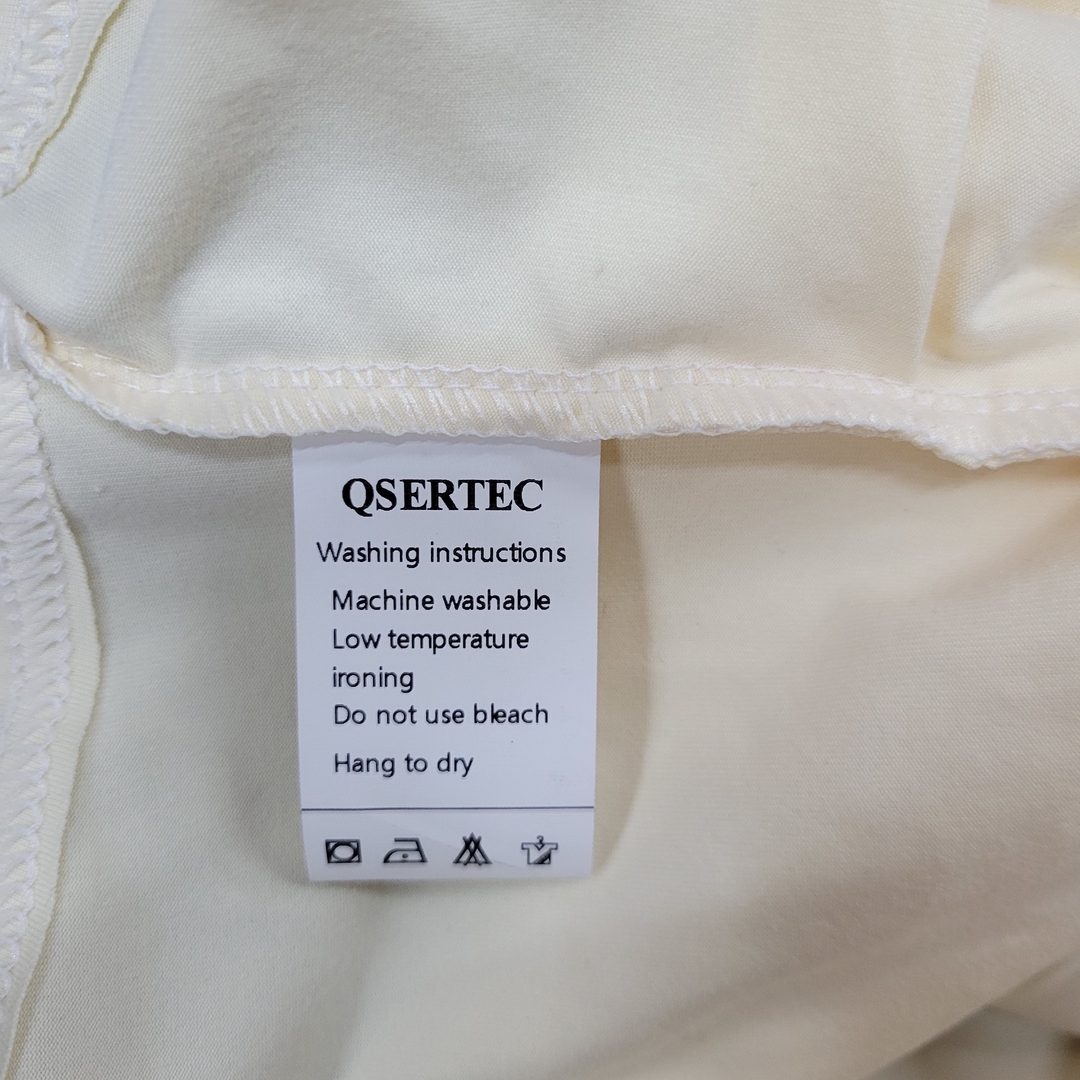 QSERTEC
Washing instructions
Machine washable
Low temperature
ironing
Do not use bleach
Hang to dry